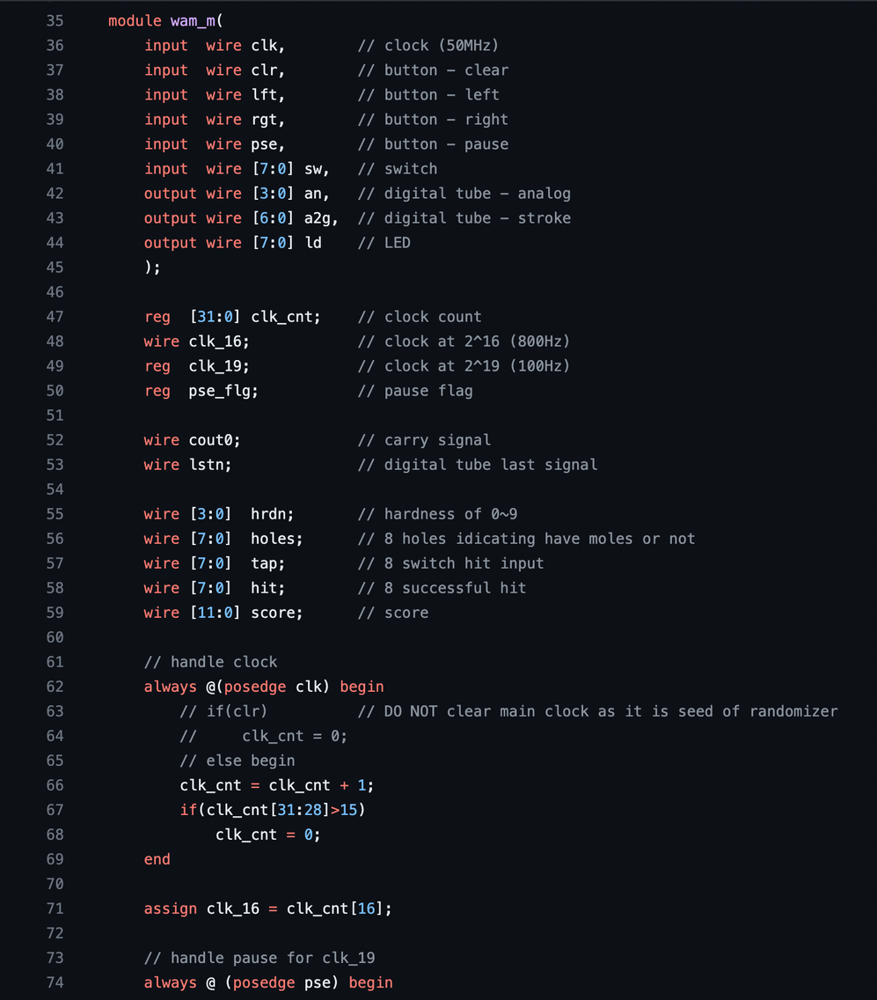 35 module wam_m(
36     input  wire clk,        // clock (50MHz)
37     input  wire clr,        // button – clear
38     input  wire lft,        // button – left
39     input  wire rgt,        // button – right
40     input  wire pse,        // button – pause
41     input  wire [7:0] sw,   // switch
42     output wire [3:0] an,   // digital tube – analog
43     output wire [6:0] a2g,  // digital tube – stroke
44     output wire [7:0] ld    // LED
45     );
46
47     reg  [31:0] clk_cnt;    // clock count
48     wire clk_16;            // clock at 2^16 (800Hz)
49     reg  clk_19;            // clock at 2^19 (100Hz)
50     reg  pse_flg;           // pause flag
51
52     wire cout0;             // carry signal
53     wire lstn;              // digital tube last signal
54
55     wire [3:0]  hrdn;       // hardness of 0~9
56     wire [7:0]  holes;      // 8 holes idicating have moles or not
57     wire [7:0]  tap;        // 8 switch hit input
58     wire [7:0]  hit;        // 8 successful hit
59     wire [11:0] score;      // score
60
61     // handle clock
62     always @(posedge clk) begin
63         // if(clr)          // DO NOT clear main clock as it is seed of randomizer
64         //     clk_cnt = 0;
65         // else begin
66         clk_cnt = clk_cnt + 1;
67         if(clk_cnt[31:28]>15)
68             clk_cnt = 0;
69     end
70
71     assign clk_16 = clk_cnt[16];
72
73     // handle pause for clk_19
74     always @ (posedge pse) begin